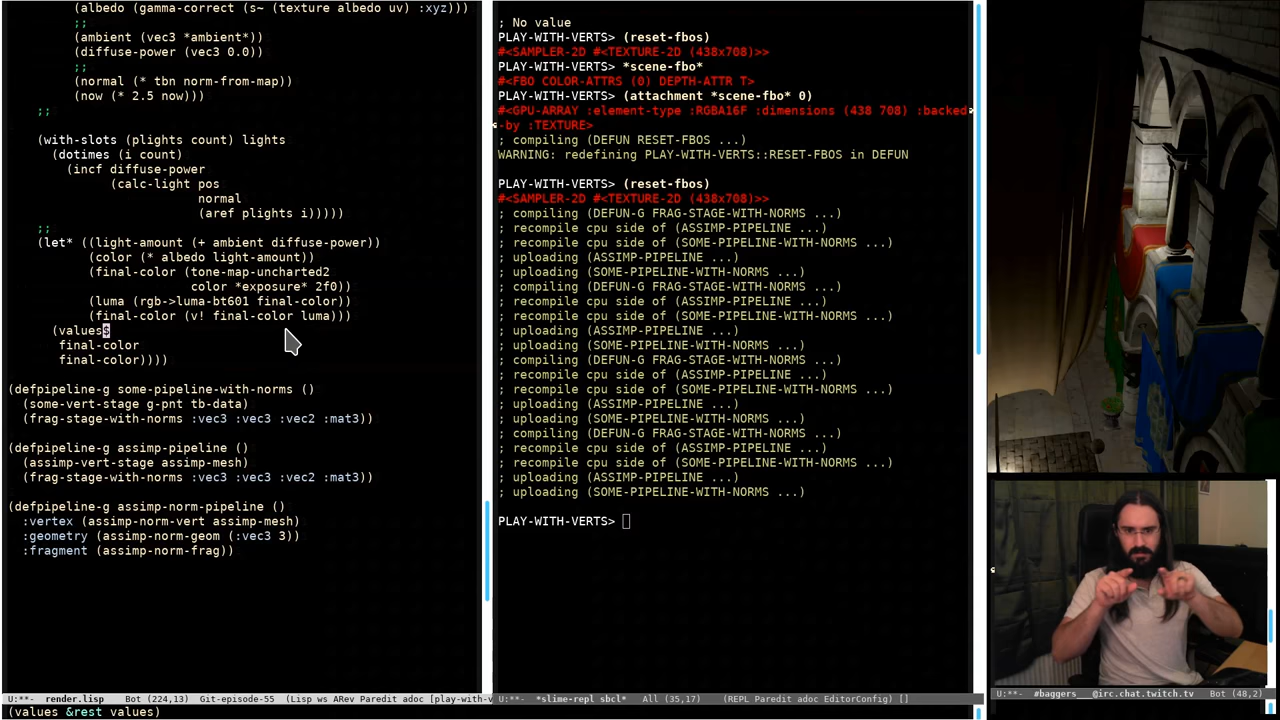 (albedo (gamma-correct (s~ (texture albedo uv) :xyz)))
;;
(ambient (vec3 *ambient*))
(diffuse-power (vec3 0.0))
;;
(normal (* tbn norm-from-map))
(now (* 2.5 now)))
;;
(with-slots (plights count) lights
(dotimes (i count)
(incf diffuse-power
(calc-light pos
normal
(aref plights i)))))
;;
(let* ((light-amount (+ ambient diffuse-power))
(color (* albedo light-amount))
(final-color (tone-map-uncharted2
color *exposure* 2f0))
(luma (rgb->luma-bt601 final-color))
(final-color (v! final-color luma)))
(values$
final-color
final-color))))
(defpipeline-g some-pipeline-with-norms ()
(some-vert-stage g-pnt tb-data)
(frag-stage-with-norms :vec3 :vec3 :vec2 :mat3))
(defpipeline-g assimp-pipeline ()
(assimp-vert-stage assimp-mesh)
(frag-stage-with-norms :vec3 :vec3 :vec2 :mat3))
(defpipeline-g assimp-norm-pipeline ()
:vertex (assimp-norm-vert assimp-mesh)
:geometry (assimp-norm-geom (:vec3 3))
:fragment (assimp-norm-frag))
U:**- render.lisp Bot (224,13) Git-episode-55 (Lisp ws ARev Paredit adoc [play-with-v
(values &rest values)
; No value
PLAY-WITH-VERTS> (reset-fbos)
#<SAMPLER-2D #<TEXTURE-2D (438x708)>>
PLAY-WITH-VERTS> *scene-fbo*
#<FBO COLOR-ATTRS (0) DEPTH-ATTR T>
PLAY-WITH-VERTS> (attachment *scene-fbo* 0)
#<GPU-ARRAY :element-type :RGBA16F :dimensions (438 708) :backed
-by :TEXTURE>
; compiling (DEFUN RESET-FBOS ...)
WARNING: redefining PLAY-WITH-VERTS::RESET-FBOS in DEFUN
PLAY-WITH-VERTS> (reset-fbos)
#<SAMPLER-2D #<TEXTURE-2D (438x708)>>
; compiling (DEFUN-G FRAG-STAGE-WITH-NORMS ...)
; recompile cpu side of (ASSIMP-PIPELINE ...)
; recompile cpu side of (SOME-PIPELINE-WITH-NORMS ...)
; uploading (ASSIMP-PIPELINE ...)
; uploading (SOME-PIPELINE-WITH-NORMS ...)
; compiling (DEFUN-G FRAG-STAGE-WITH-NORMS ...)
; recompile cpu side of (ASSIMP-PIPELINE ...)
; recompile cpu side of (SOME-PIPELINE-WITH-NORMS ...)
; uploading (ASSIMP-PIPELINE ...)
; uploading (SOME-PIPELINE-WITH-NORMS ...)
; compiling (DEFUN-G FRAG-STAGE-WITH-NORMS ...)
; recompile cpu side of (ASSIMP-PIPELINE ...)
; recompile cpu side of (SOME-PIPELINE-WITH-NORMS ...)
; uploading (ASSIMP-PIPELINE ...)
; uploading (SOME-PIPELINE-WITH-NORMS ...)
; compiling (DEFUN-G FRAG-STAGE-WITH-NORMS ...)
; recompile cpu side of (ASSIMP-PIPELINE ...)
; recompile cpu side of (SOME-PIPELINE-WITH-NORMS ...)
; uploading (ASSIMP-PIPELINE ...)
; uploading (SOME-PIPELINE-WITH-NORMS ...)
PLAY-WITH-VERTS>
U:**- *slime-repl sbcl* All (35,17) (REPL Paredit adoc EditorConfig) []
U:**- #baggers___@irc.chat.twitch.tv Bot (48,2)